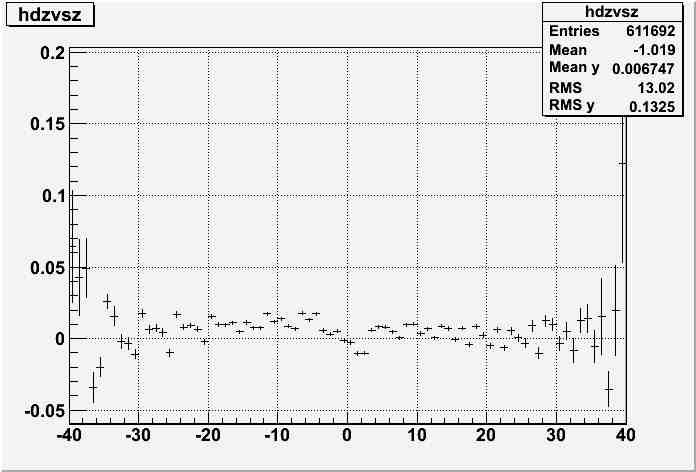 hdzvsz
hdzvsz
Entries 611692
Mean -1.019
Mean y 0.006747
RMS 13.02
RMS y 0.1325
0.2
0.15
0.1
0.05
0
-0.05
-40 -30 -20 -10 0 10 20 30 40